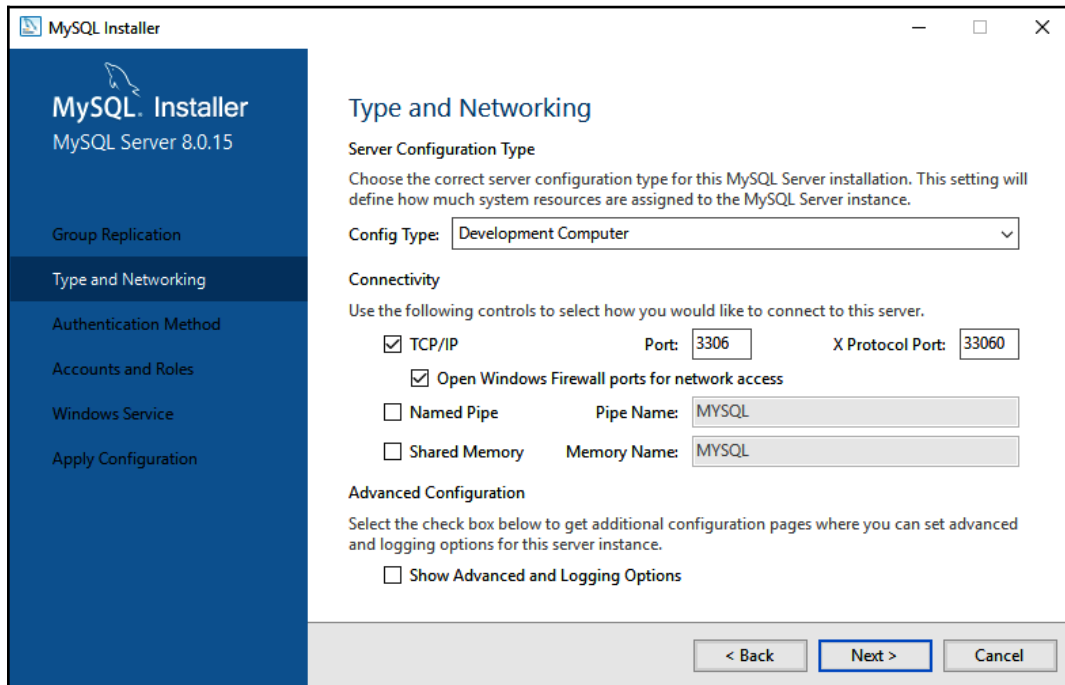 MySQL Installer
MySQL. Installer
MySQL Server 8.0.15
Group Replication
Type and Networking
Authentication Method
Accounts and Roles
Windows Service
Apply Configuration
Type and Networking
Server Configuration Type
Choose the correct server configuration type for this MySQL Server installation. This setting will
define how much system resources are assigned to the MySQL Server instance.
Config Type: Development Computer
Connectivity
Use the following controls to select how you would like to connect to this server.
TCP/IP Port: 3306 X Protocol Port: 33060
Open Windows Firewall ports for network access
Named Pipe Pipe Name: MYSQL
Shared Memory Memory Name: MYSQL
Advanced Configuration
Select the check box below to get additional configuration pages where you can set advanced
and logging options for this server instance.
Show Advanced and Logging Options
< Back Next > Cancel